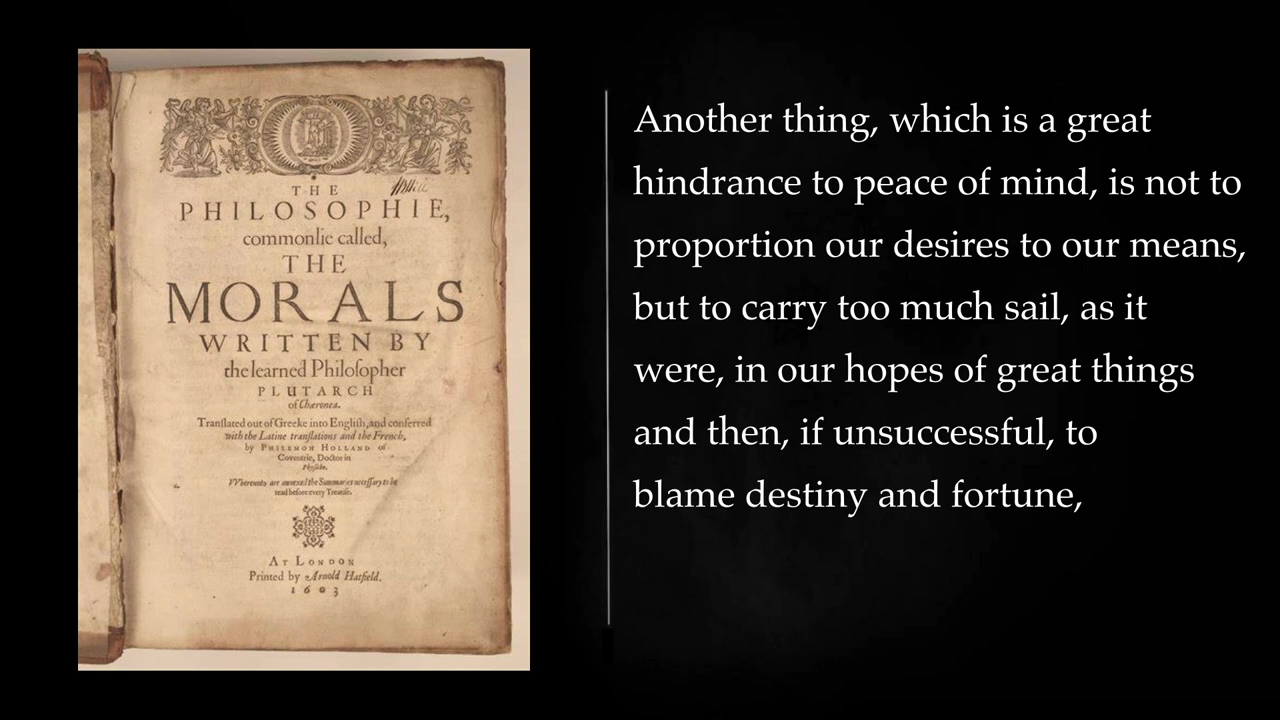 THE
PHILOSOPHIE,
commonlie called,
THE
MORALS
WRITTEN BY
the learned Philosopher
PLUTARCH
of Chæronea.
Translated out of Greeke into English, and conferred
with the Latine translations and the French,
by PHILEMON HOLLAND of
Coventrie, Doctor in
Physicke.
VVhereunto are annexed the Summaries necessary to be
read before every Treatise.
AT LONDON
Printed by Arnold Hatfield.
1603
Another thing, which is a great
hindrance to peace of mind, is not to
proportion our desires to our means,
but to carry too much sail, as it
were, in our hopes of great things
and then, if unsuccessful, to
blame destiny and fortune,